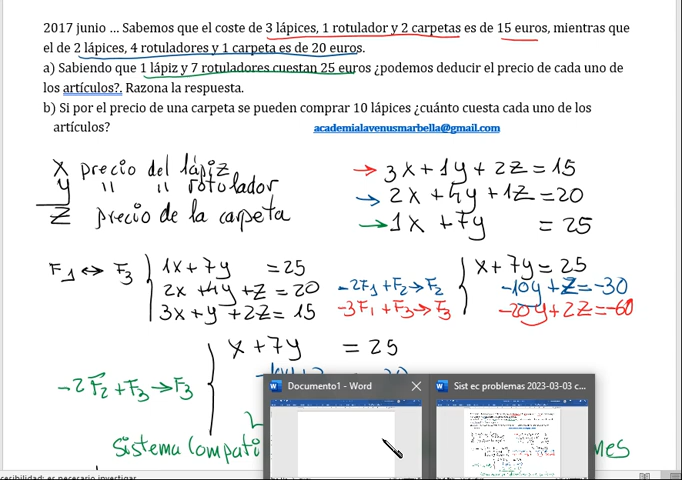 2017 junio ... Sabemos que el coste de 3 lápices, 1 rotulador y 2 carpetas es de 15 euros, mientras que
el de 2 lápices, 4 rotuladores y 1 carpeta es de 20 euros.
a) Sabiendo que 1 lápiz y 7 rotuladores cuestan 25 euros ¿podemos deducir el precio de cada uno de
los artículos?. Razona la respuesta.
b) Si por el precio de una carpeta se pueden comprar 10 lápices ¿cuánto cuesta cada uno de los
artículos?
academialavenusmarbella@gmail.com
x precio del lápiz
y " " rotulador
z precio de la carpeta
→ 3x+1y+2z=15
→ 2x+4y+1z=20
→ 1x+7y = 25
F1 ↔ F3
1x+7y = 25
2x+4y+z=20
3x+y+2z=15
-2F1+F2→F2
-3F1+F3→F3
x+7y=25
-10y+z=-30
-20y+2z=-60
-2F2+F3→F3
x+7y = 25
Sistema Compati
nes
Documento1 - Word
Sist ec problemas 2023-03-03 c...
cesibilidad: es necesario investigar